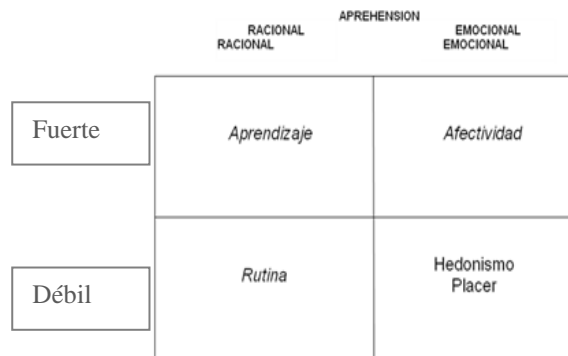 APREHENSION
RACIONAL EMOCIONAL
RACIONAL EMOCIONAL
Fuerte Aprendizaje Afectividad
Rutina Hedonismo
Débil Placer